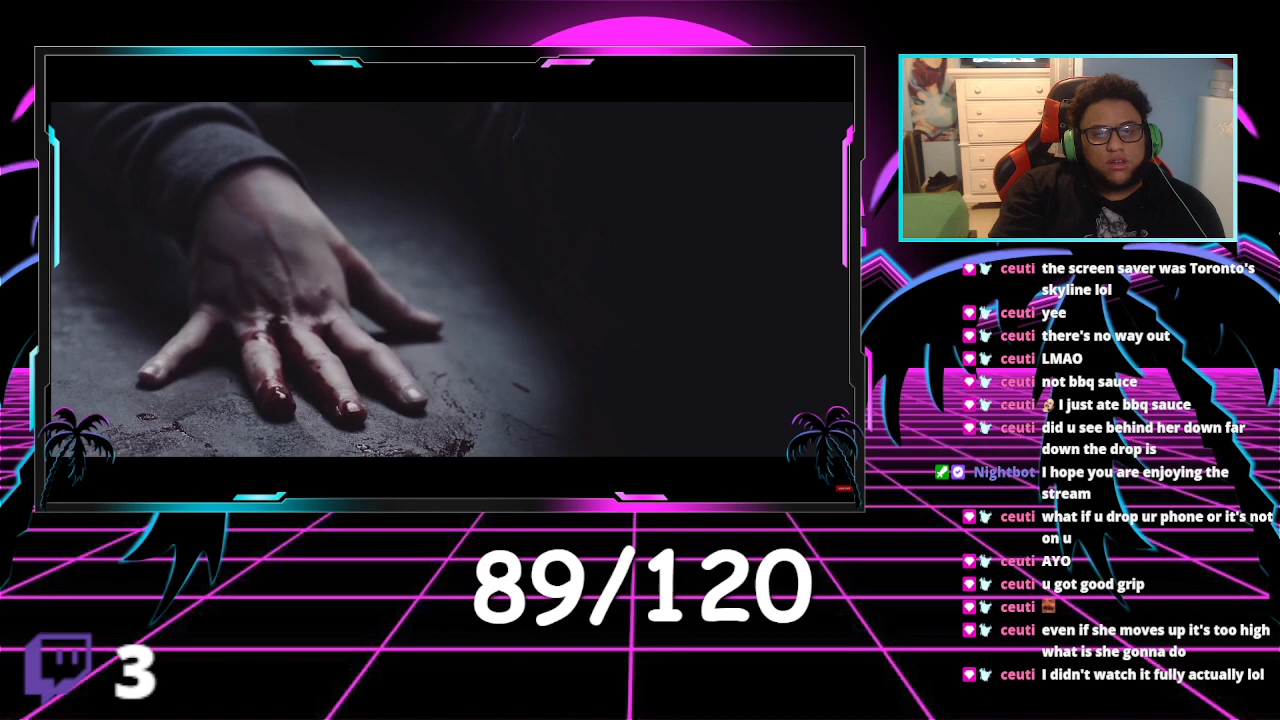 ceuti the screen saver was Toronto's
skyline lol
ceuti yee
ceuti there's no way out
ceuti LMAO
ceuti not bbq sauce
ceuti I just ate bbq sauce
ceuti did u see behind her down far
down the drop is
Nightbot I hope you are enjoying the
stream
ceuti what if u drop ur phone or it's not
on u
ceuti AYO
ceuti u got good grip
ceuti
ceuti even if she moves up it's too high
what is she gonna do
ceuti I didn't watch it fully actually lol
89/120
3